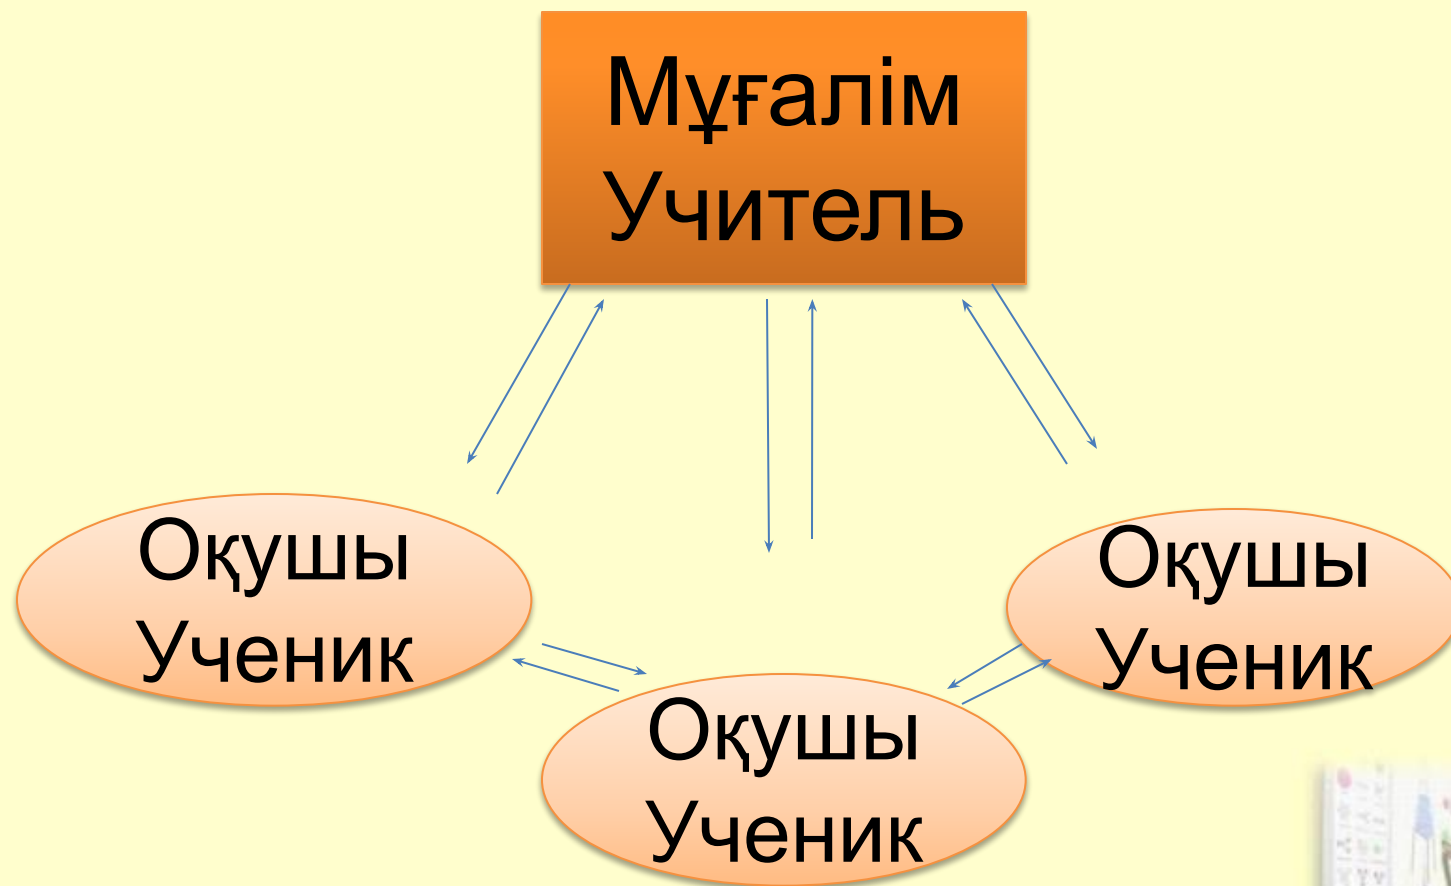 Мұғалім
Учитель
Оқушы
Ученик
Оқушы
Ученик
Оқушы
Ученик